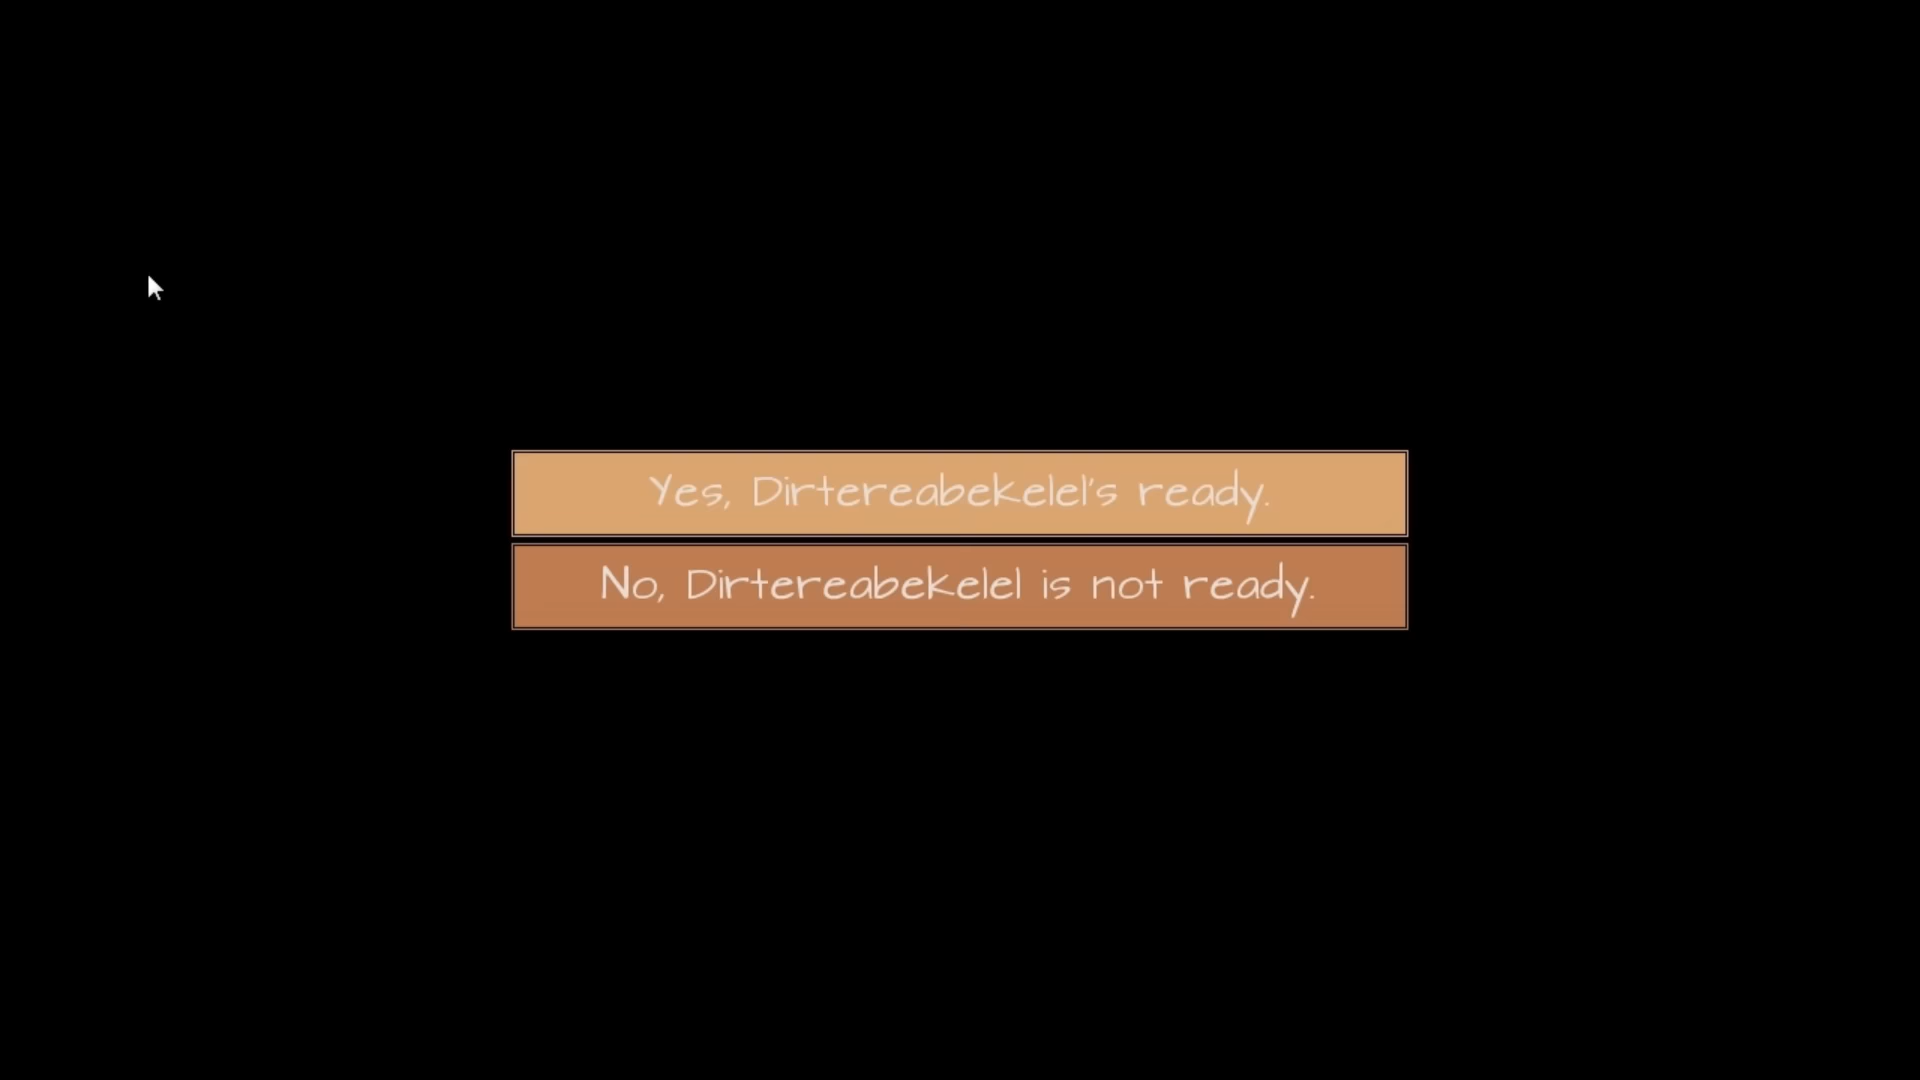 Yes, Dirtereabekelel's ready.
No, Dirtereabekelel is not ready.